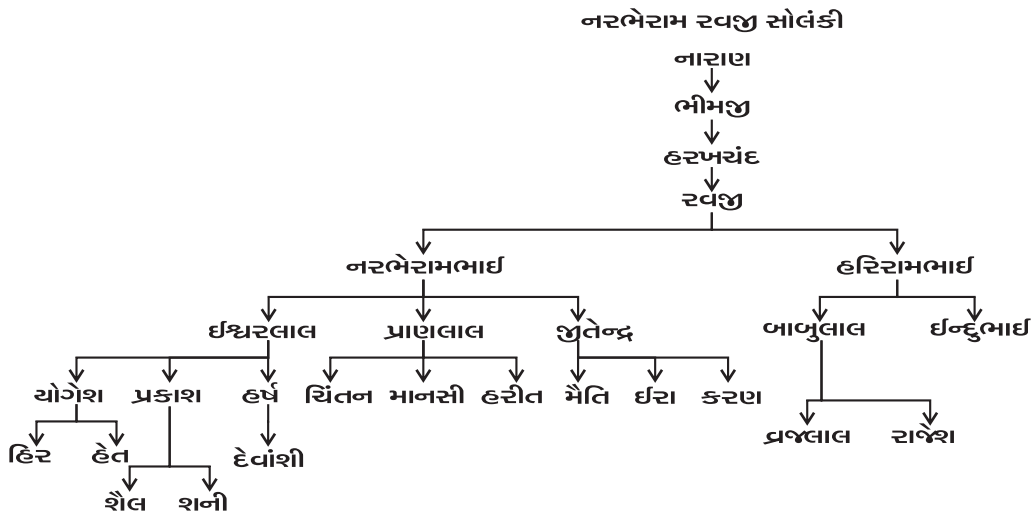 નરભેરામ રવજી સોલંકી
નારાણ
ભીમજી
હરખચંદ
રવજી
નરભેરામભાઈ હરિરામભાઈ
ઈશ્વરલાલ પ્રાણલાલ જીતેન્દ્ર બાબુલાલ ઈન્દુભાઈ
યોગેશ પ્રકાશ હર્ષ ચિંતન માનસી હરીત મૈતિ ઈરા કરણ
વ્રજલાલ રાજેશ
હિર હેત દેવાંશી
શૈલ શની